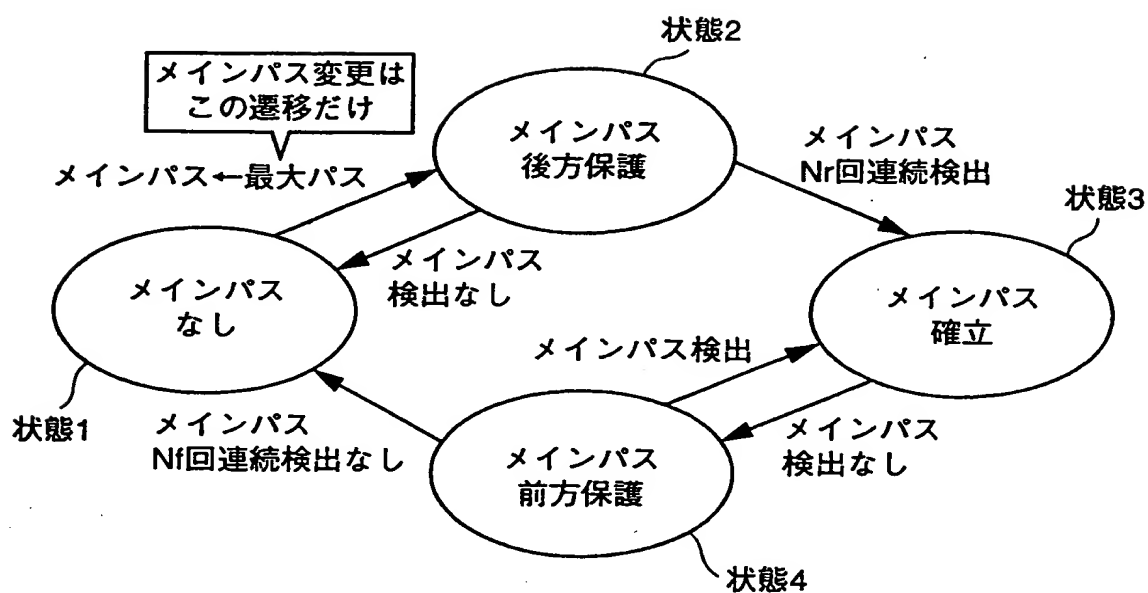 状態2
メインパス変更は
この遷移だけ
メインパス←最大パス
メインパス
後方保護
メインパス
Nr回連続検出
状態3
メインパス
検出なし
メインパス
なし
メインパス
確立
メインパス検出
状態1
メインパス
Nf回連続検出なし
メインパス
前方保護
メインパス
検出なし
状態4